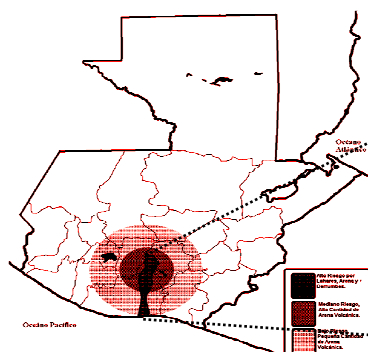 Océano
Atlántico
Alto Riesgo por
Lahares, Arena y
Derrumbes.
Mediano Riesgo,
Alta Cantidad de
Arena Volcánica.
Bajo Riesgo,
Pequeña Cantidad
de Arena
Volcánica.
Oceano Pacífico